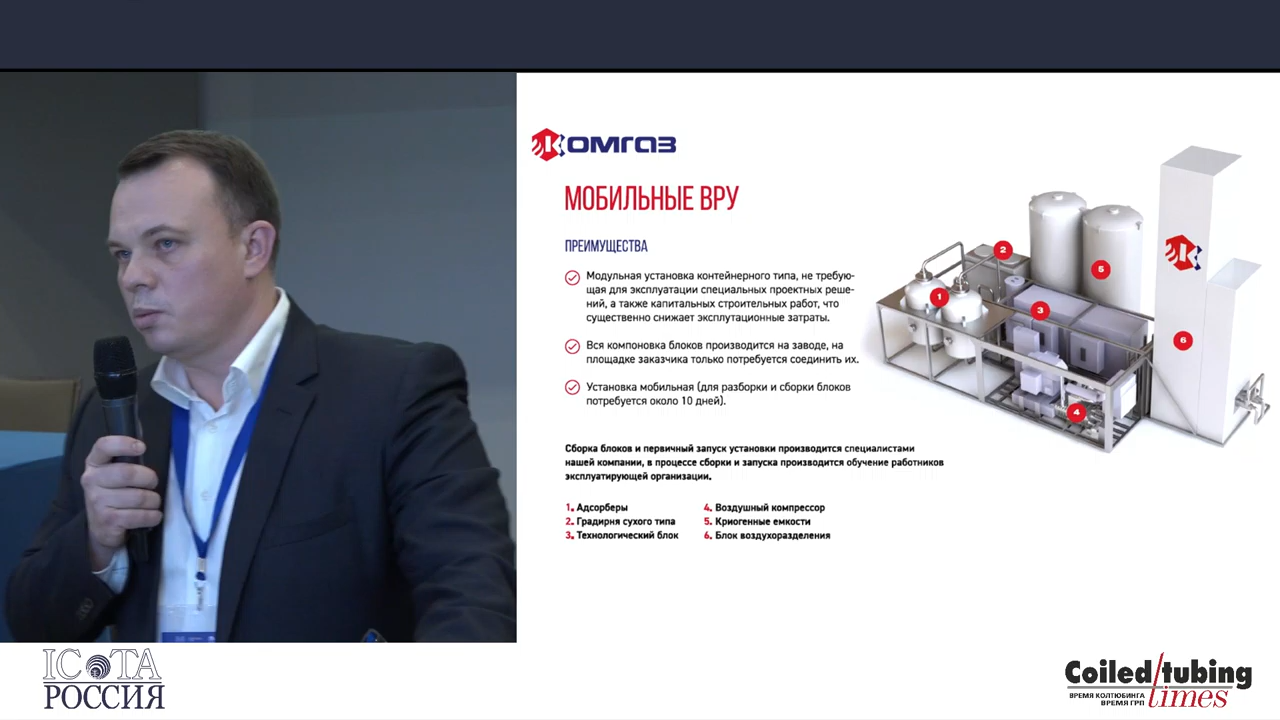 КОМГАЗ
МОБИЛЬНЫЕ ВРУ
ПРЕИМУЩЕСТВА
Модульная установка контейнерного типа, не требую-
щая для эксплуатации специальных проектных реше-
ний, а также капитальных строительных работ, что
существенно снижает эксплутационные затраты.
Вся компоновка блоков производится на заводе, на
площадке заказчика только потребуется соединить их.
Установка мобильная (для разборки и сборки блоков
потребуется около 10 дней).
Сборка блоков и первичный запуск установки производится специалистами
нашей компании, в процессе сборки и запуска производится обучение работников
эксплуатирующей организации.
1. Адсорберы
2. Градирня сухого типа
3. Технологический блок
4. Воздушный компрессор
5. Криогенные емкости
6. Блок воздухоразделения
1
2
3
4
5
6
К
ICOTA
РОССИЯ
Coiled/tubing
times
ВРЕМЯ КОЛТЮБИНГА
ВРЕМЯ ГРП